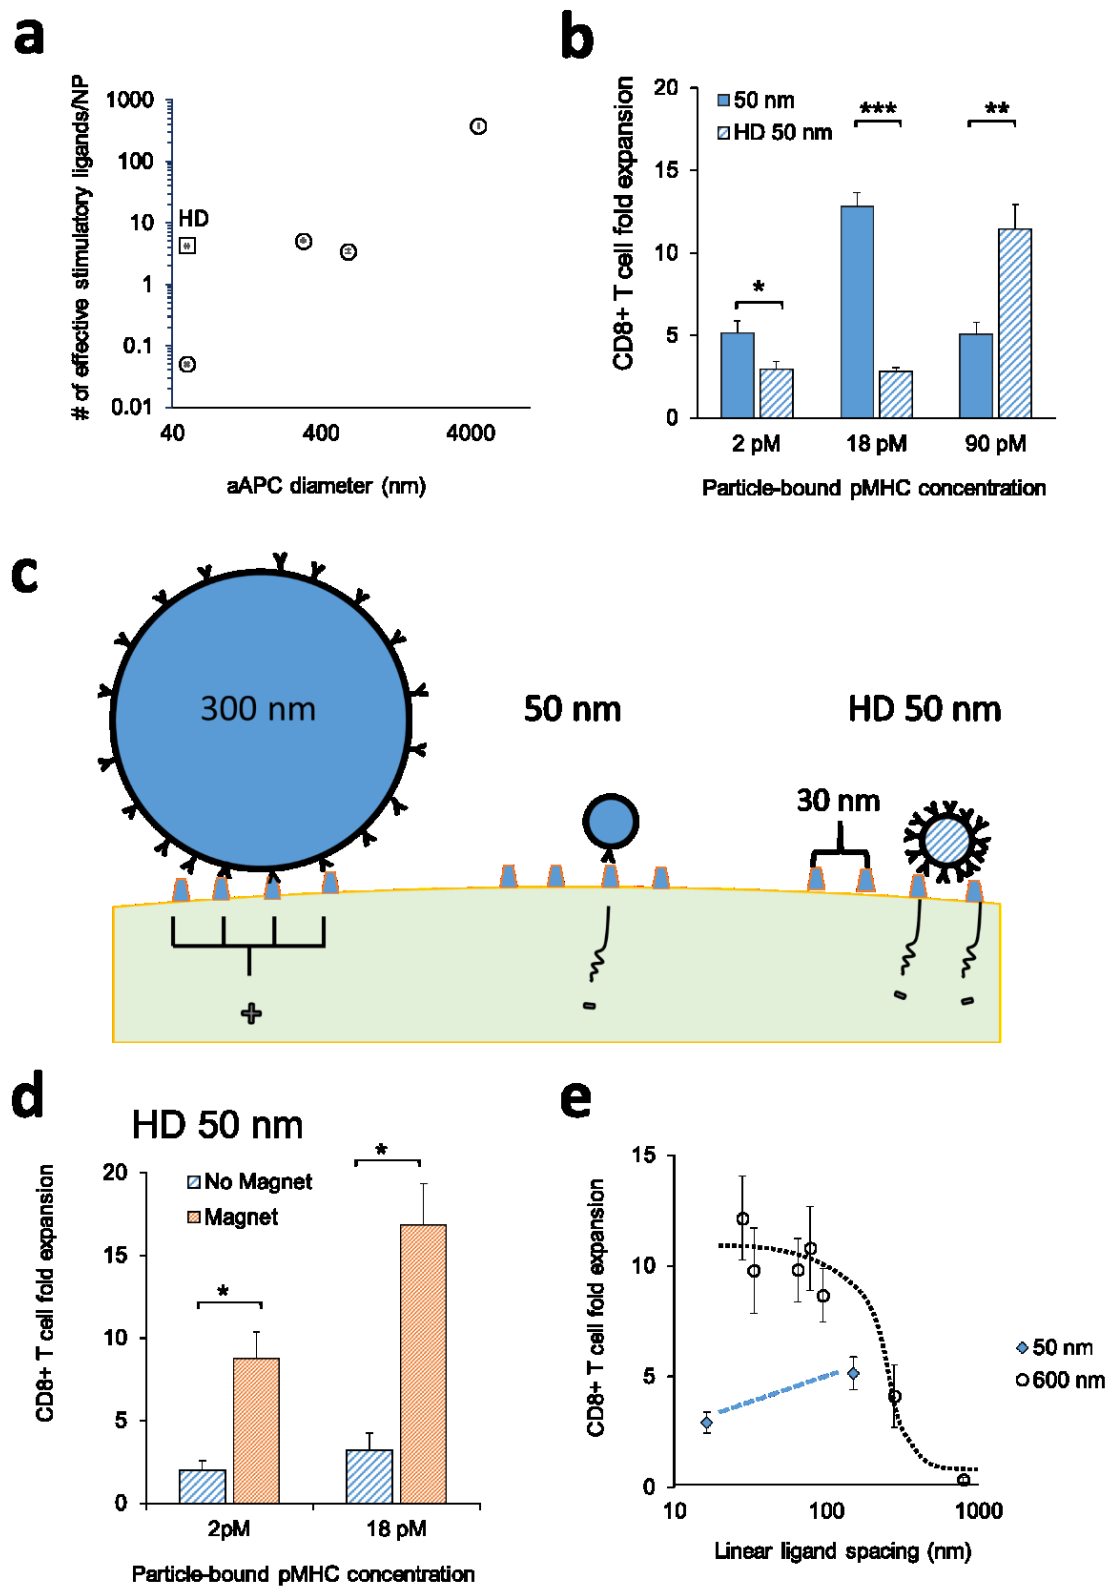 a
# of effective stimulatory ligands/NP
1000
100
10
1
0.1
0.01
HD
40
400
4000
aAPC diameter (nm)
b
CD8+ T cell fold expansion
20
15
10
5
0
50 nm
HD 50 nm
***
**
*
2 pM
18 pM
90 pM
Particle-bound pMHC concentration
c
300 nm
50 nm
HD 50 nm
30 nm
+
-
-
-
d
HD 50 nm
CD8+ T cell fold expansion
20
15
10
5
0
No Magnet
Magnet
*
*
2pM
18 pM
Particle-bound pMHC concentration
e
CD8+ T cell fold expansion
15
10
5
0
50 nm
600 nm
10
100
1000
Linear ligand spacing (nm)